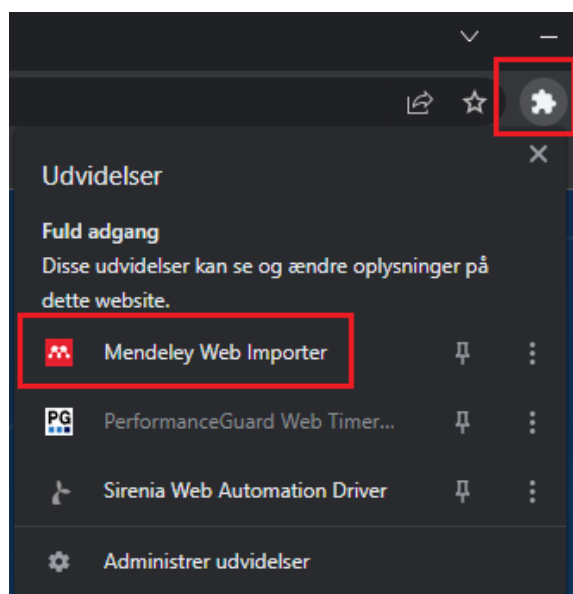 Udvidelser
Fuld adgang
Disse udvidelser kan se og ændre oplysninger på
dette website.
Mendeley Web Importer
PG PerformanceGuard Web Timer...
Sirenia Web Automation Driver
Administrer udvidelser